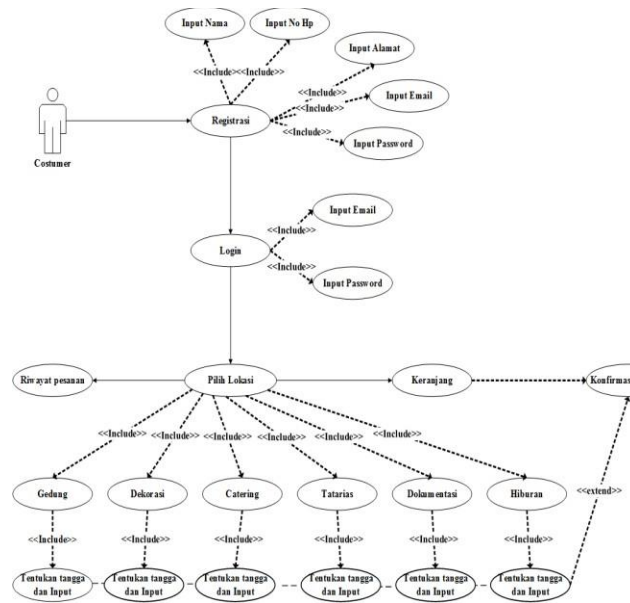 Input Nama
Input No Hp
Input Alamat
<<Include>>
<<Include>>
<<Include>>
Input Email
<<Include>>
Registrasi
<<Include>>
Input Password
Costumer
Input Email
<<Include>>
Login
<<Include>>
Input Password
Riwayat pesanan
Pilih Lokasi
Keranjang
Konfirmas
<<Include>>
<<Include>>
<<Include>>
<<Include>>
<<Include>>
<<Include>>
Gedung
Dekorasi
Catering
Tatarias
Dokumentasi
Hiburan
<<extend>>
<<Include>>
<<Include>>
<<Include>>
<<Include>>
<<Include>>
<<Include>>
Tentukan tangga
dan Input
Tentukan tangga
dan Input
Tentukan tangga
dan Input
Tentukan tangga
dan Input
Tentukan tangga
dan Input
Tentukan tangga
dan Input